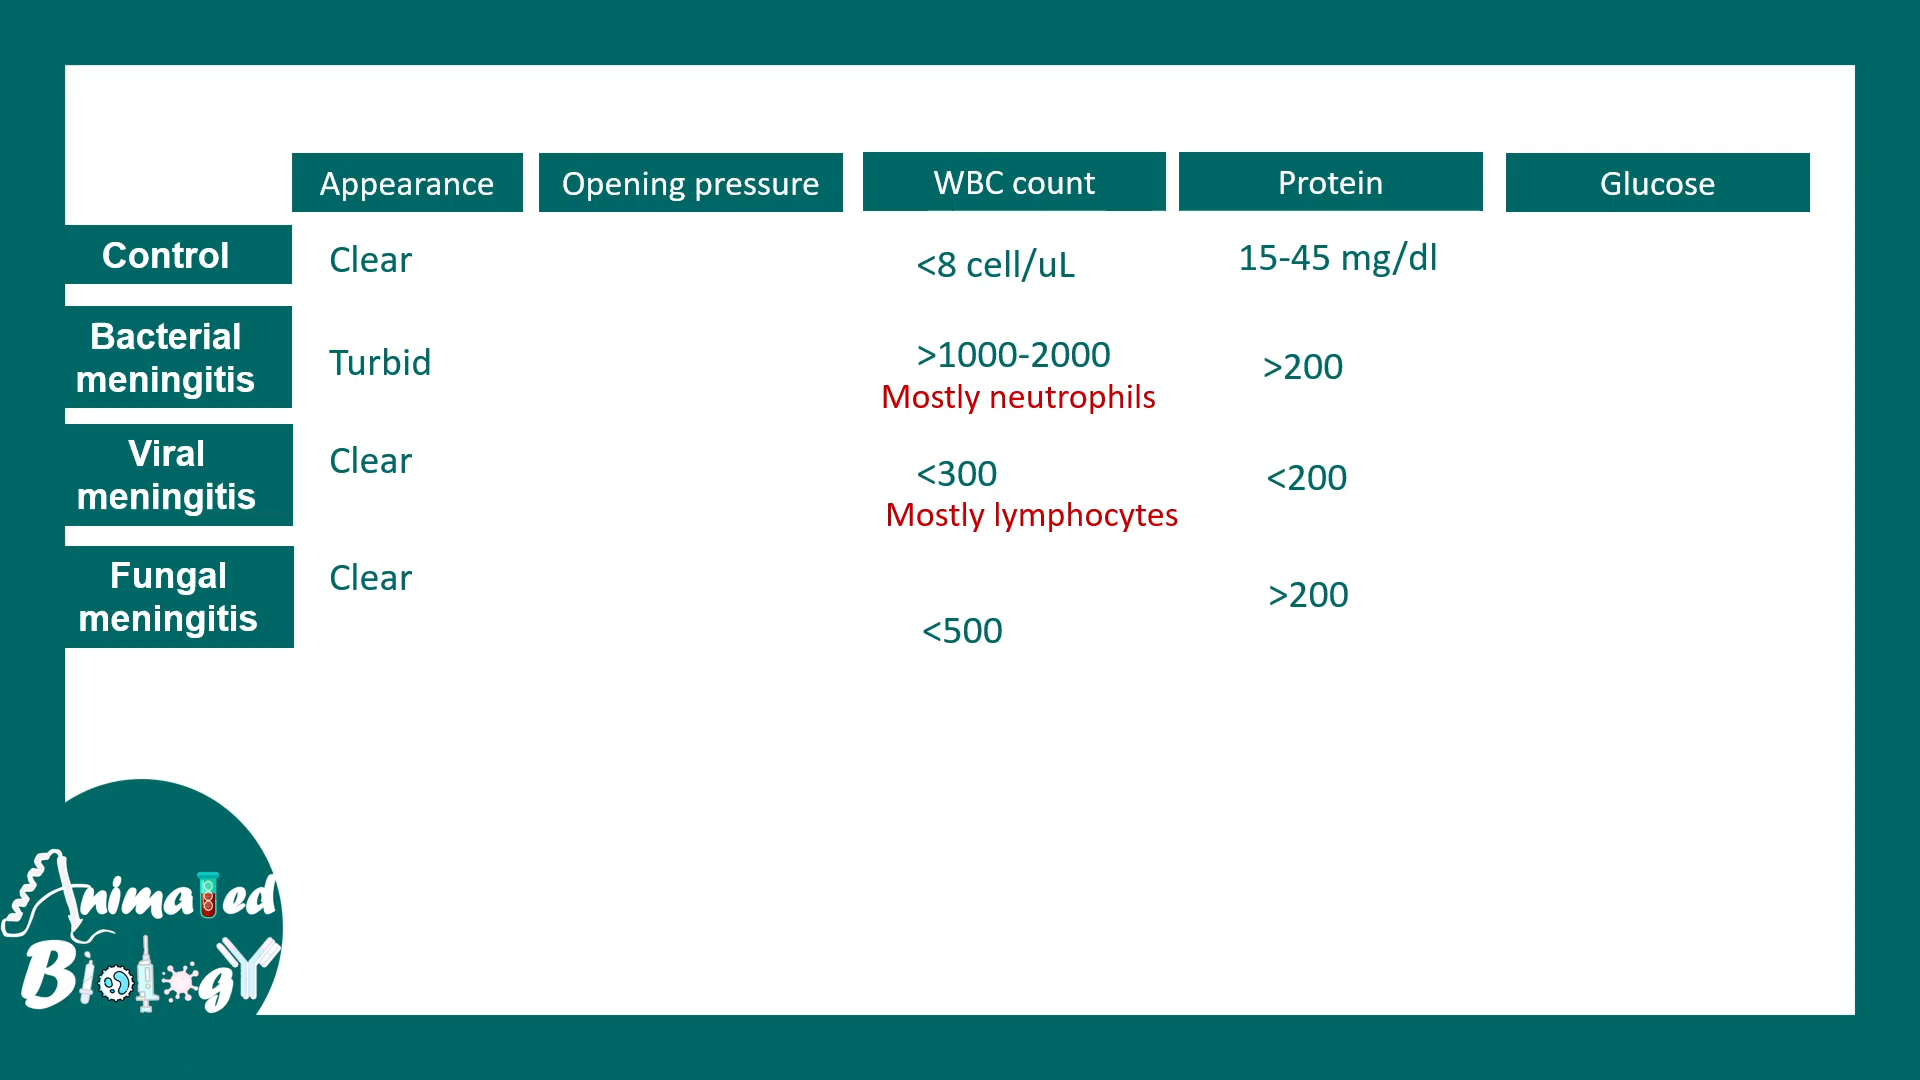 Appearance Opening pressure WBC count Protein Glucose
Control Clear <8 cell/uL 15-45 mg/dl
Bacterial
meningitis Turbid >1000-2000 >200
Mostly neutrophils
Viral
meningitis Clear <300 <200
Mostly lymphocytes
Fungal
meningitis Clear <500 >200
Animated
Biology